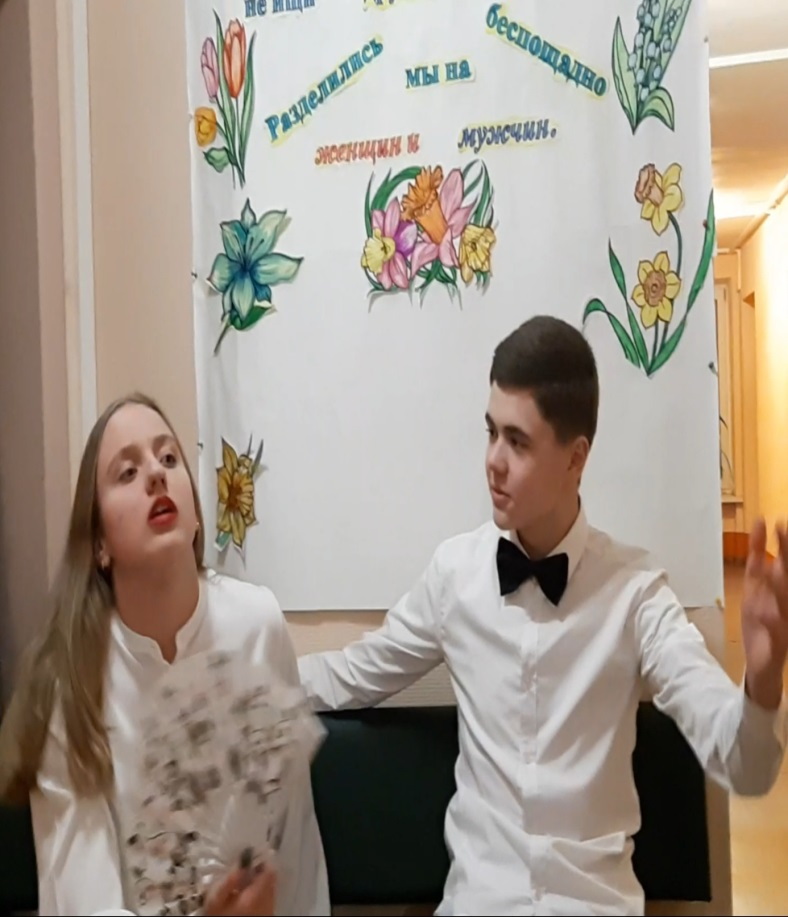 не ищи
Разделились мы на беспощадно
женщин и мужчин.